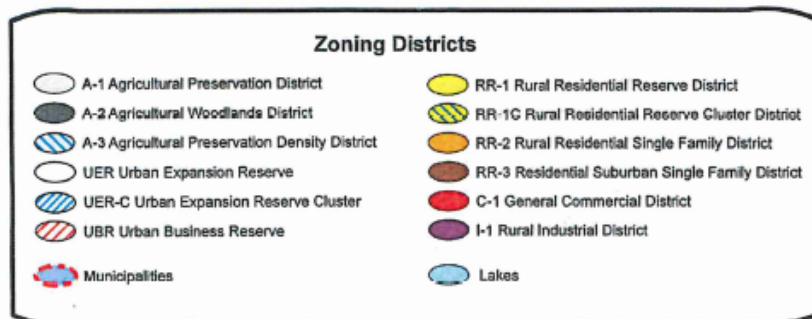 Zoning Districts
A-1 Agricultural Preservation District
A-2 Agricultural Woodlands District
A-3 Agricultural Preservation Density District
UER Urban Expansion Reserve
UER-C Urban Expansion Reserve Cluster
UBR Urban Business Reserve
Municipalities
RR-1 Rural Residential Reserve District
RR-1C Rural Residential Reserve Cluster District
RR-2 Rural Residential Single Family District
RR-3 Residential Suburban Single Family District
C-1 General Commercial District
I-1 Rural Industrial District
Lakes